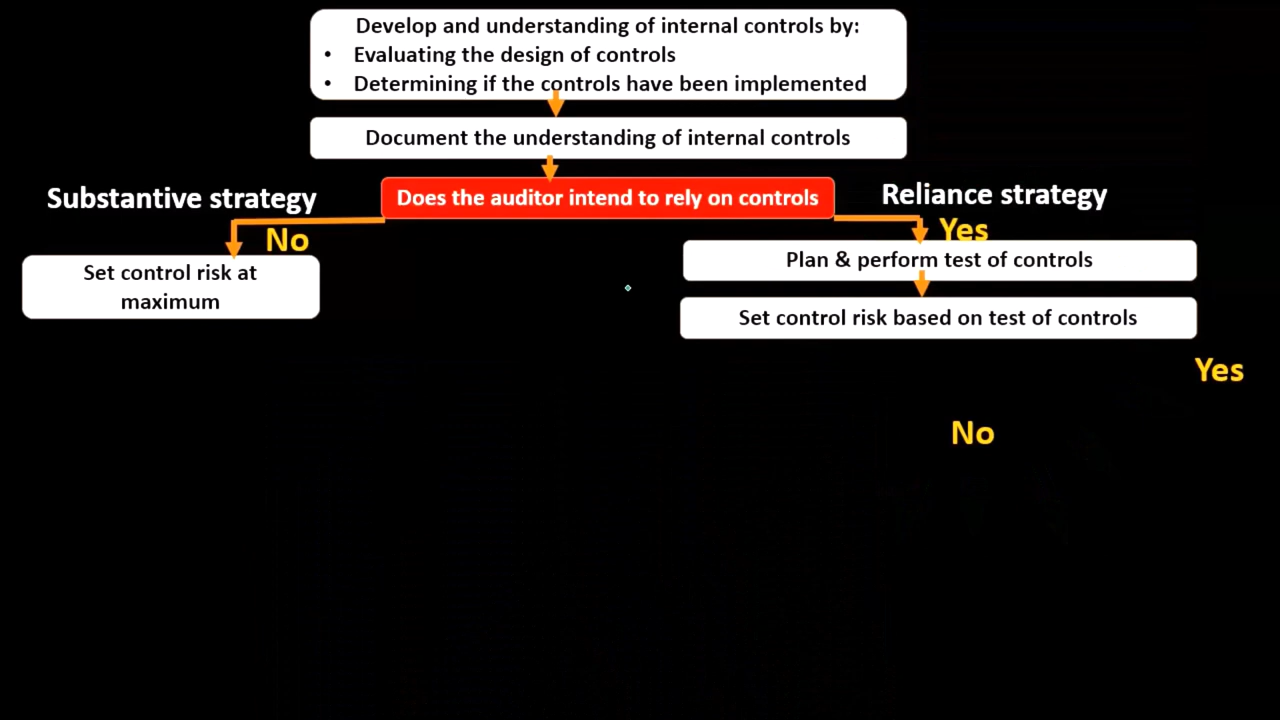 Develop and understanding of internal controls by:
• Evaluating the design of controls
• Determining if the controls have been implemented
Document the understanding of internal controls
Substantive strategy
Does the auditor intend to rely on controls
Reliance strategy
No
Yes
Set control risk at
maximum
Plan & perform test of controls
Set control risk based on test of controls
Yes
No